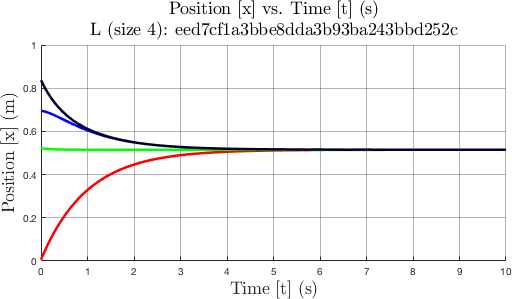 Position [x] vs. Time [t] (s)
L (size 4): eed7cf1a3bbe8dda3b93ba243bbd252c
Position [x] (m)
1
0.8
0.6
0.4
0.2
0
0 1 2 3 4 5 6 7 8 9 10
Time [t] (s)